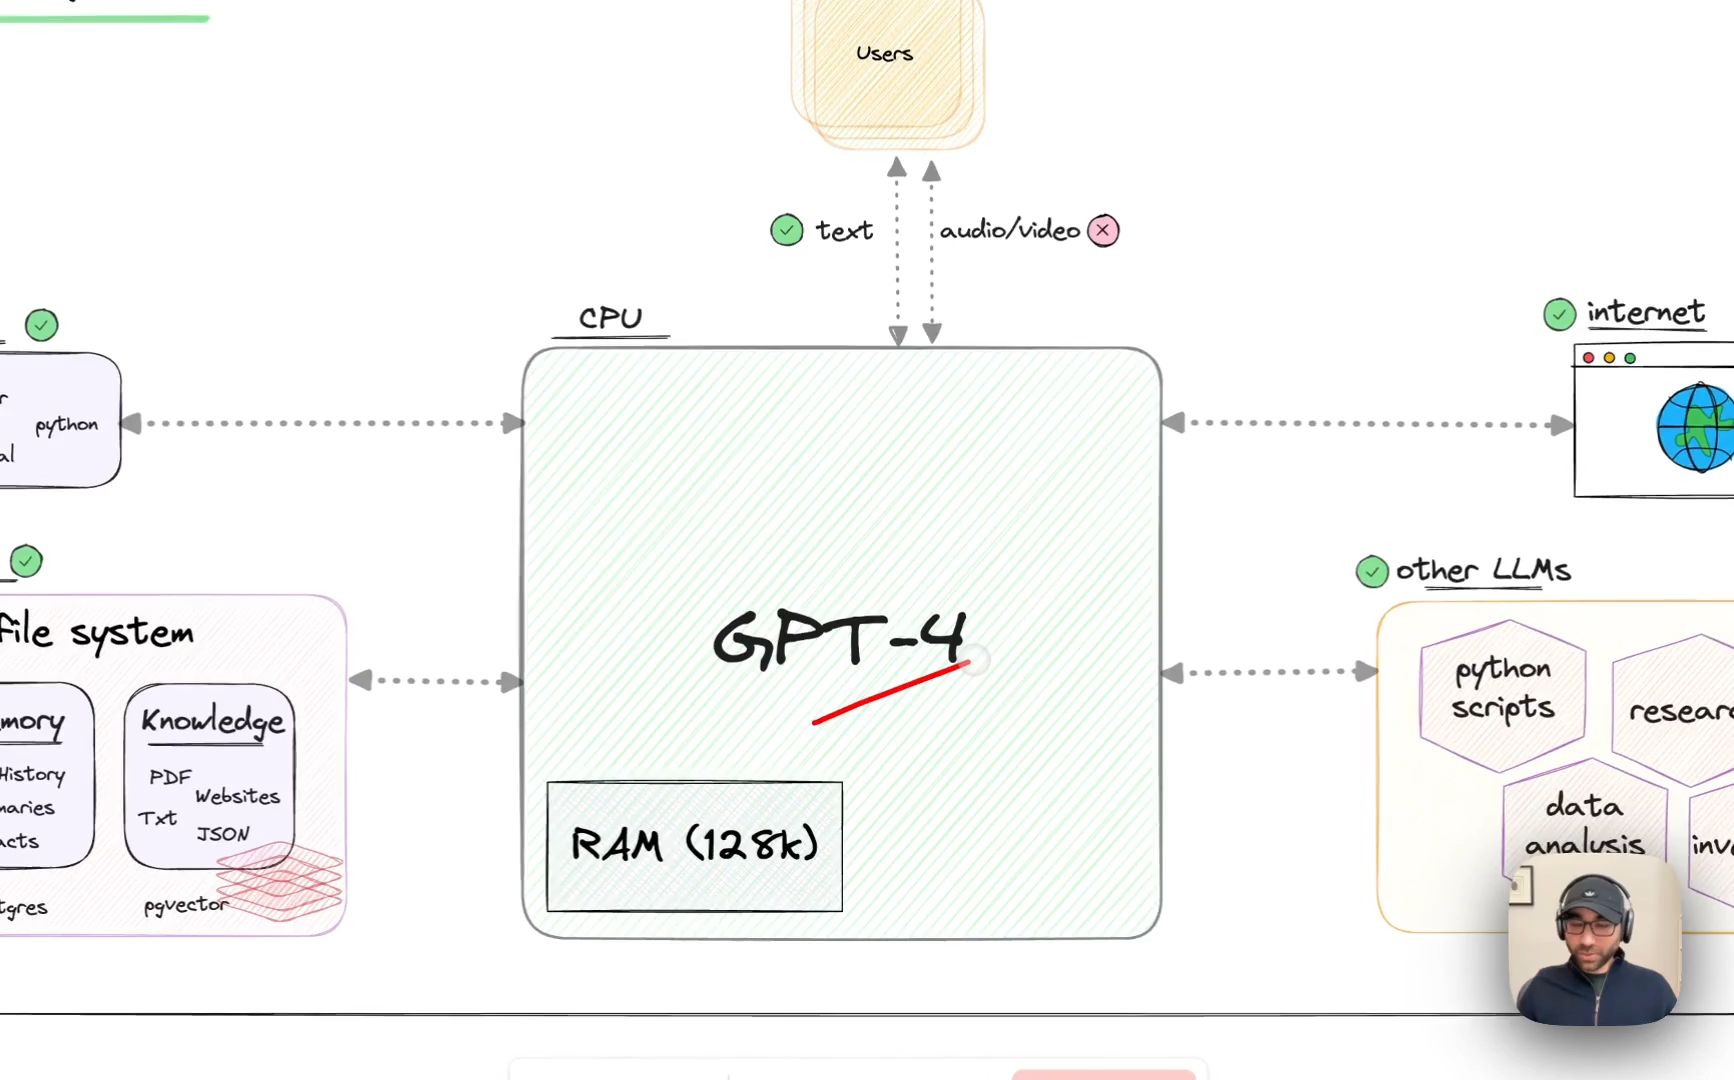 Users
text
audio/video
CPU
internet
python
other LLMs
file system
GPT-4
python
scripts
Knowledge
History
PDF
Websites
Txt
JSON
data
analysis
RAM (128k)
pgvector